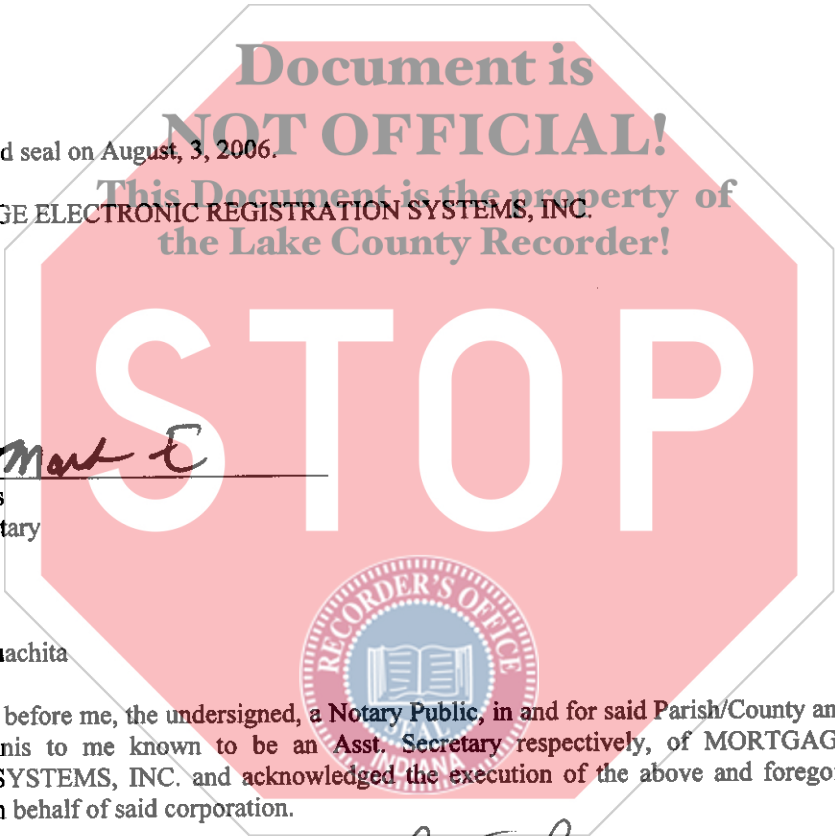 Document is
NOT OFFICIAL!
d seal on August, 3, 2006.
This Document is the property of
GE ELECTRONIC REGISTRATION SYSTEMS, INC.
the Lake County Recorder!
STOP
Mark E
s
tary
RECORDER'S OFFICE
achita
before me, the undersigned, a Notary Public, in and for said Parish/County an
nis to me known to be an Asst. Secretary respectively, of MORTGAG
SYSTEMS, INC. and acknowledged the execution of the above and forego
INDIANA
n behalf of said corporation.